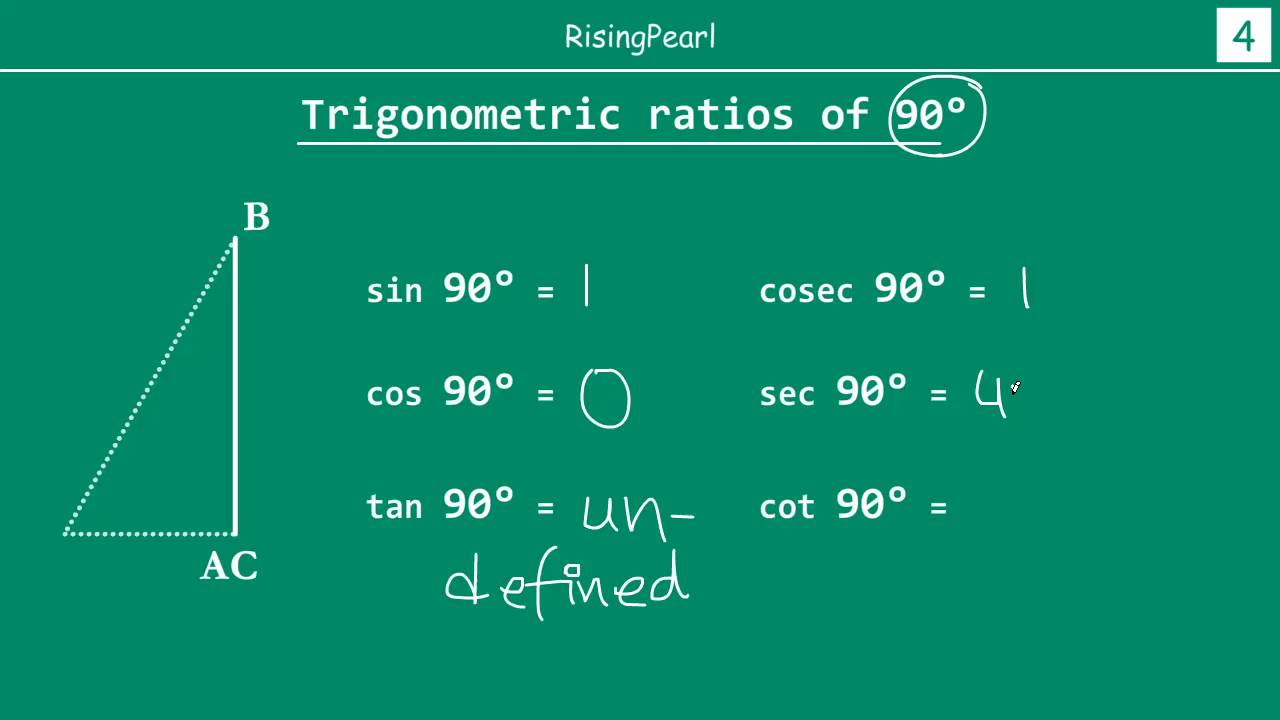 RisingPearl
4
Trigonometric ratios of 90°
B
sin 90° = 1
cosec 90° = 1
cos 90° = 0
sec 90° = u
tan 90° = un-
defined
cot 90° =
AC